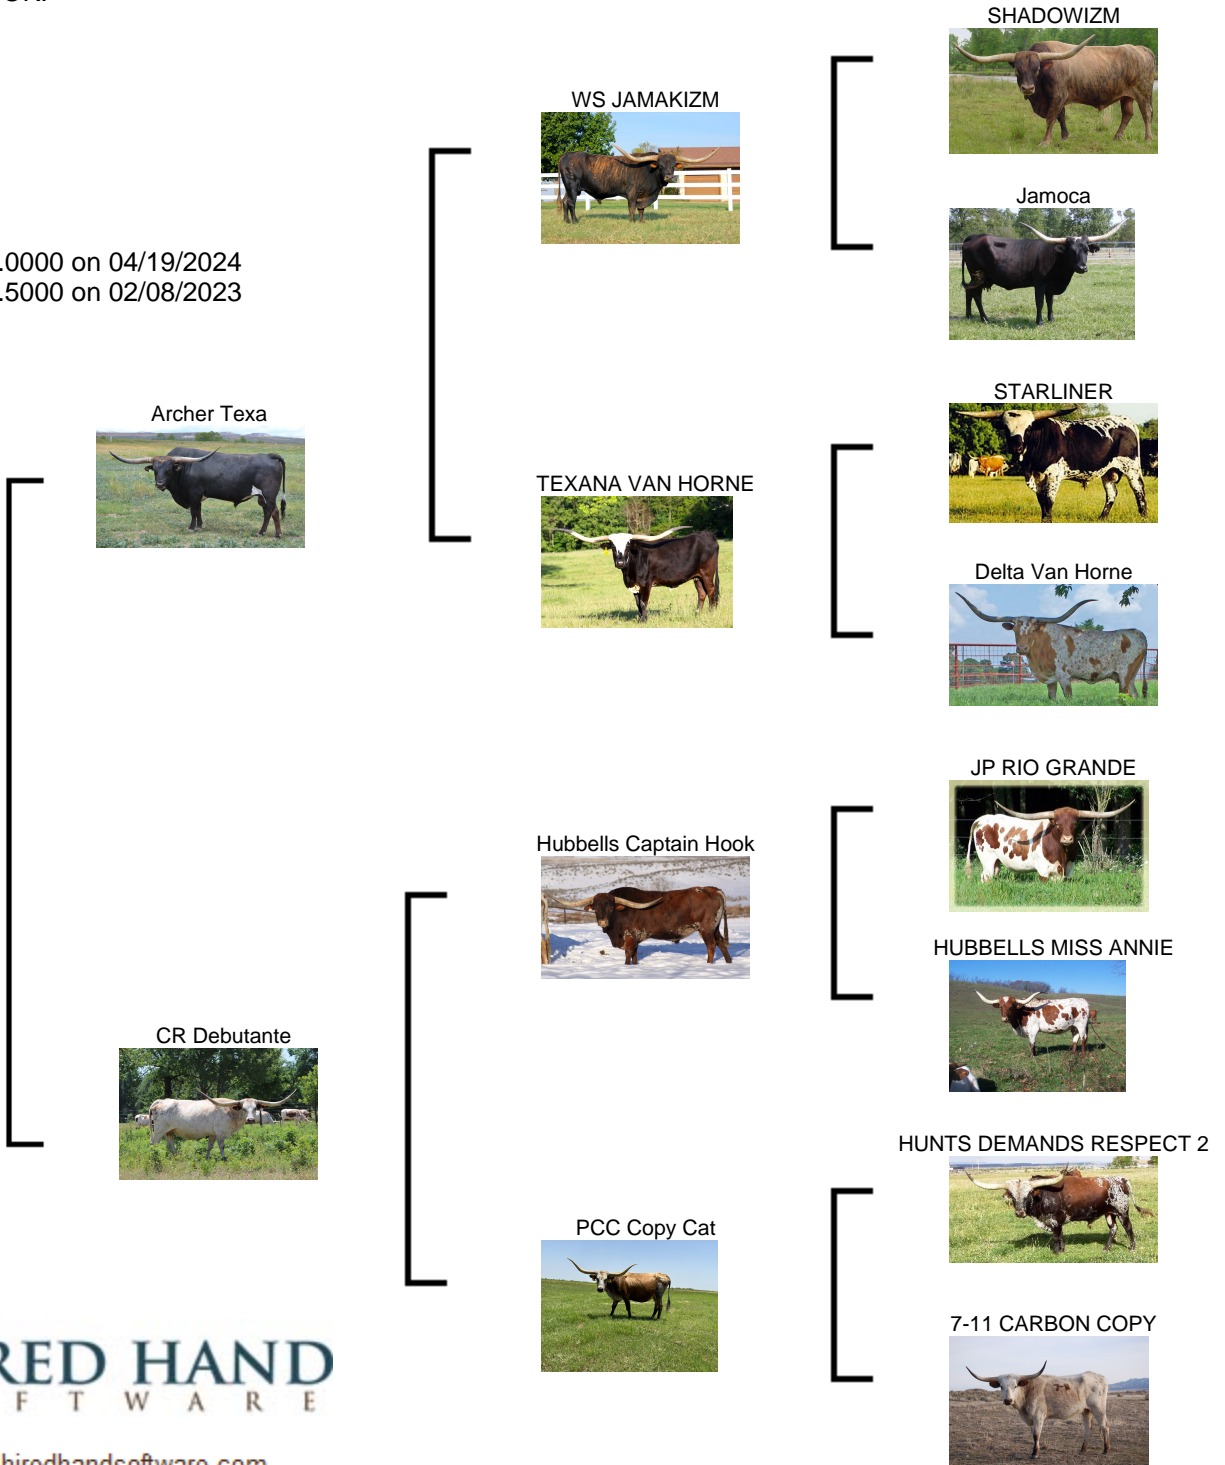 SHADOWIZM
WS JAMAKIZM
Jamoca
.0000 on 04/19/2024
.5000 on 02/08/2023
STARLINER
Archer Texa
TEXANA VAN HORNE
Delta Van Horne
JP RIO GRANDE
Hubbells Captain Hook
HUBBELLS MISS ANNIE
CR Debutante
HUNTS DEMANDS RESPECT 2
PCC Copy Cat
7-11 CARBON COPY
RED HAND
F T W A R E
hiredhandsoftware.com